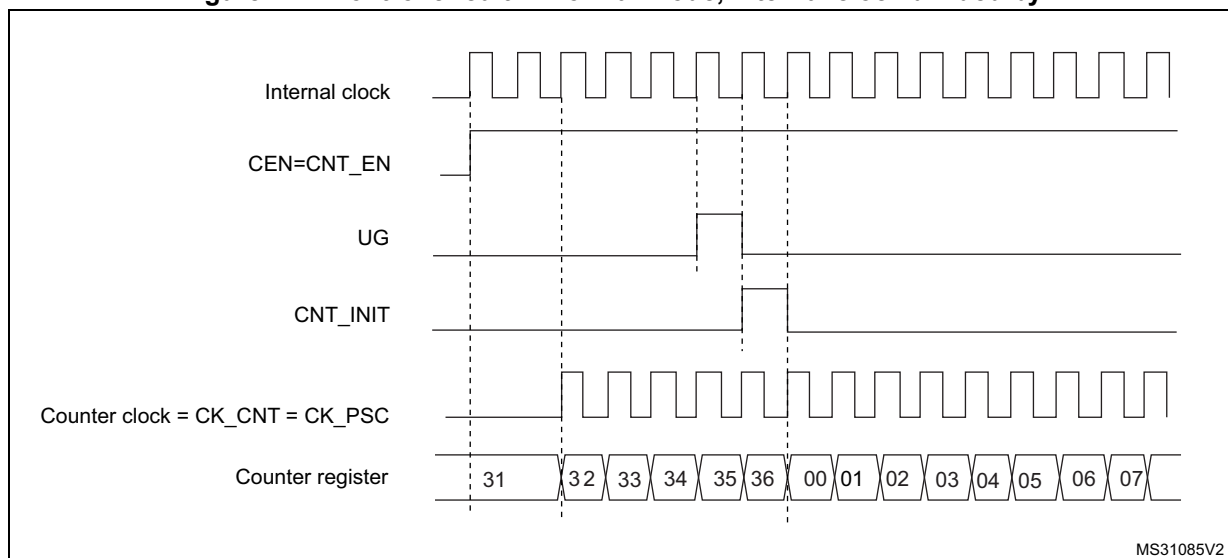 Internal clock
CEN=CNT_EN
UG
CNT_INIT
Counter clock = CK_CNT = CK_PSC
Counter register 31 32 33 34 35 36 00 01 02 03 04 05 06 07
MS31085V2